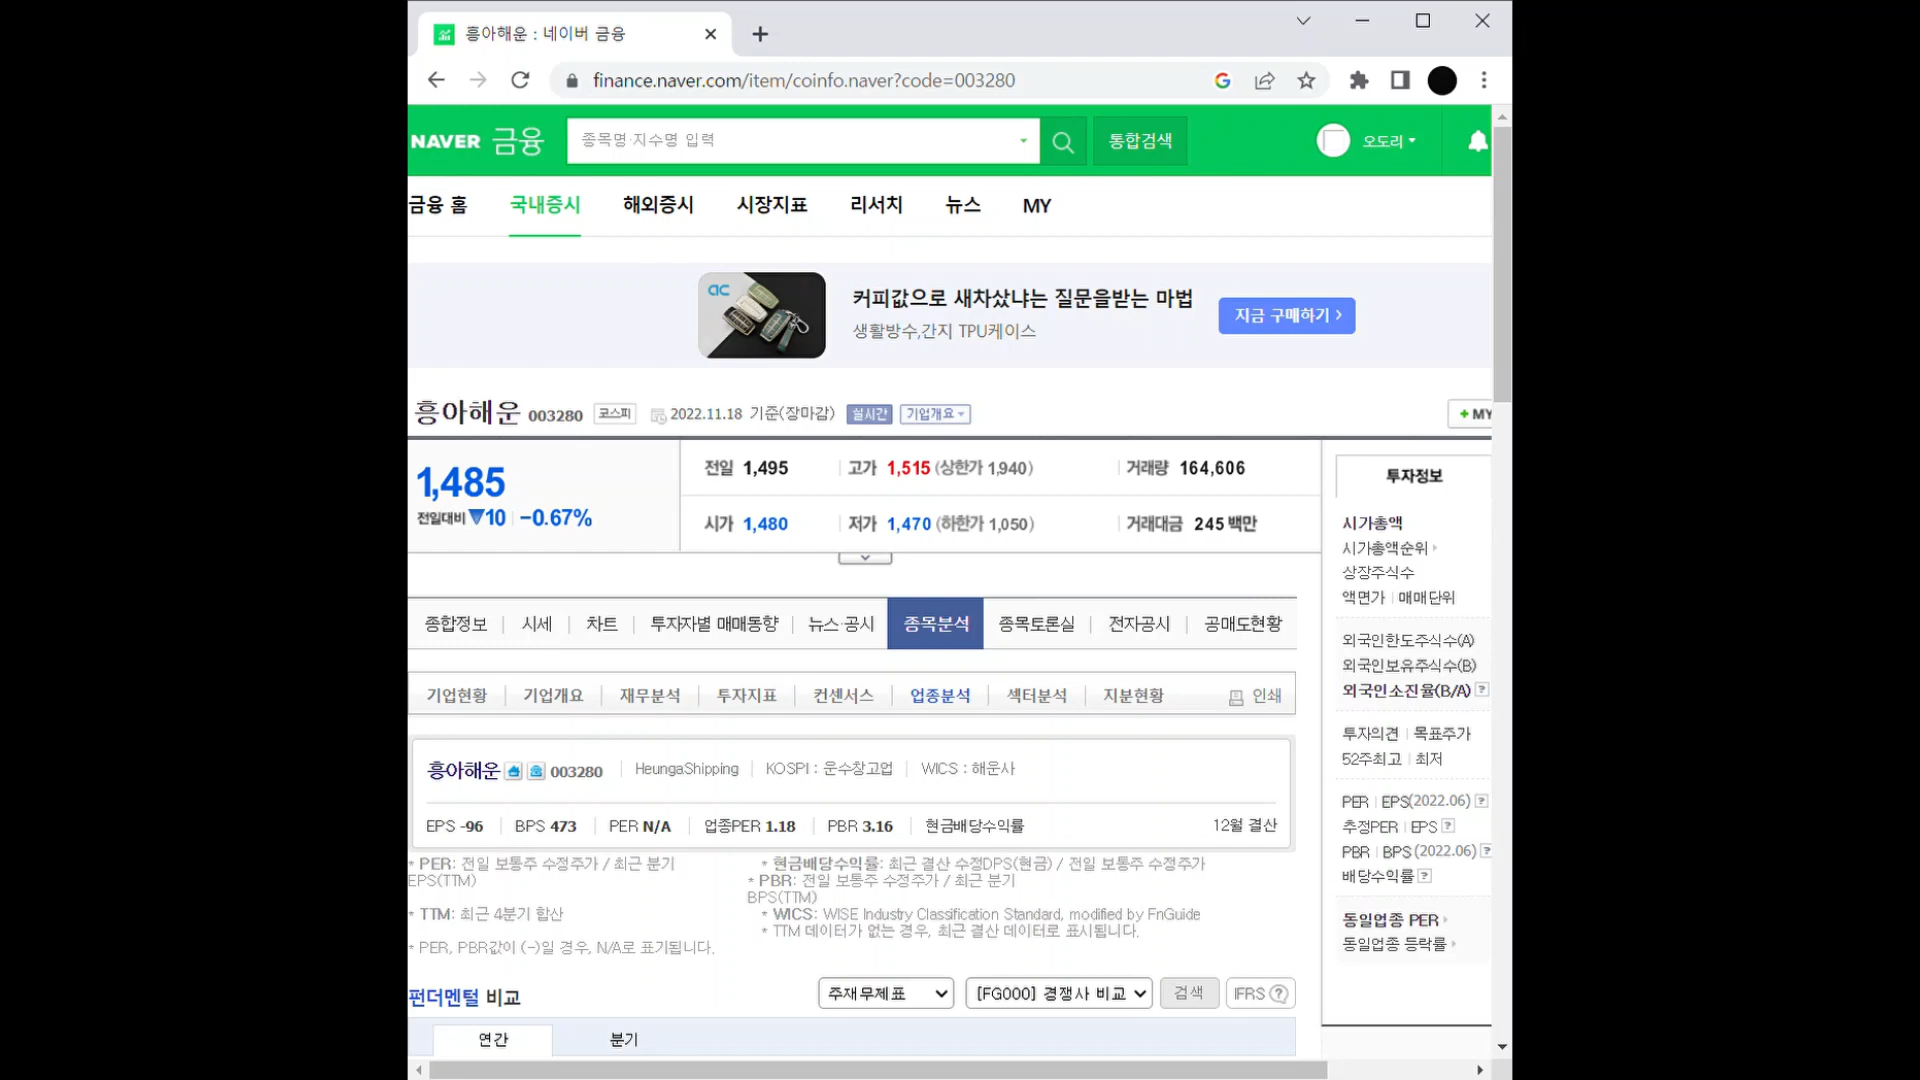 흥아해운 : 네이버 금융
finance.naver.com/item/coinfo.naver?code=003280
NAVER 금융 종목명·지수명 입력 통합검색 오도리
금융 홈 국내증시 해외증시 시장지표 리서치 뉴스 MY
ac
커피값으로 새차샀냐는 질문을받는 마법
생활방수,간지 TPU케이스
지금 구매하기 >
흥아해운 003280 코스피 2022.11.18 기준(장마감) 실시간 기업개요 + MY
1,485
전일대비 ▼10 -0.67%
전일 1,495 고가 1,515 (상한가 1,940) 거래량 164,606
시가 1,480 저가 1,470 (하한가 1,050) 거래대금 245 백만
종합정보 시세 차트 투자자별 매매동향 뉴스·공시 종목분석 종목토론실 전자공시 공매도현황
기업현황 기업개요 재무분석 투자지표 컨센서스 업종분석 섹터분석 지분현황 인쇄
흥아해운 003280 HeungaShipping KOSPI : 운수창고업 WICS : 해운사
EPS -96 BPS 473 PER N/A 업종PER 1.18 PBR 3.16 현금배당수익률 12월 결산
* PER: 전일 보통주 수정주가 / 최근 분기
EPS(TTM)
* TTM: 최근 4분기 합산
* PER, PBR값이 (-)일 경우, N/A로 표기됩니다.
* 현금배당수익률: 최근 결산 수정DPS(현금) / 전일 보통주 수정주가
* PBR: 전일 보통주 수정주가 / 최근 분기
BPS(TTM)
* WICS: WISE Industry Classification Standard, modified by FnGuide
* TTM 데이터가 없는 경우, 최근 결산 데이터로 표시됩니다.
펀더멘털 비교 주재무제표 [FG000] 경쟁사 비교 검색 IFRS ?
연간 분기
투자정보
시가총액
시가총액순위
상장주식수
액면가 매매단위
외국인한도주식수(A)
외국인보유주식수(B)
외국인소진율(B/A) ?
투자의견 목표주가
52주최고 최저
PER EPS(2022.06) ?
추정PER EPS ?
PBR BPS (2022.06) ?
배당수익률 ?
동일업종 PER
동일업종 등락률